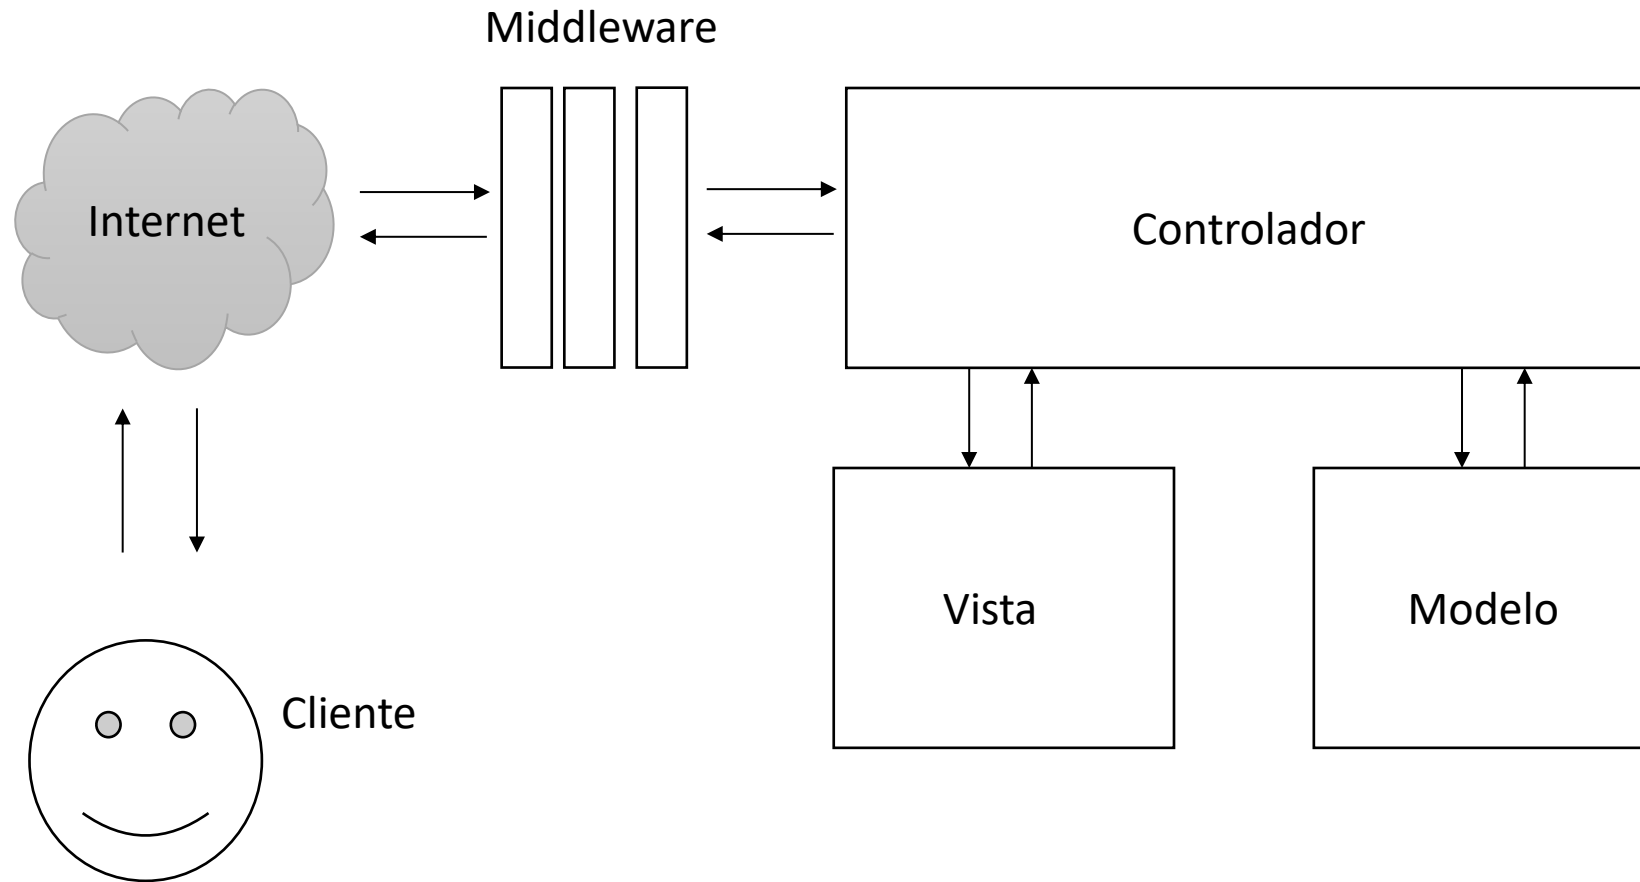 Middleware
Internet
Controlador
Vista
Modelo
Cliente